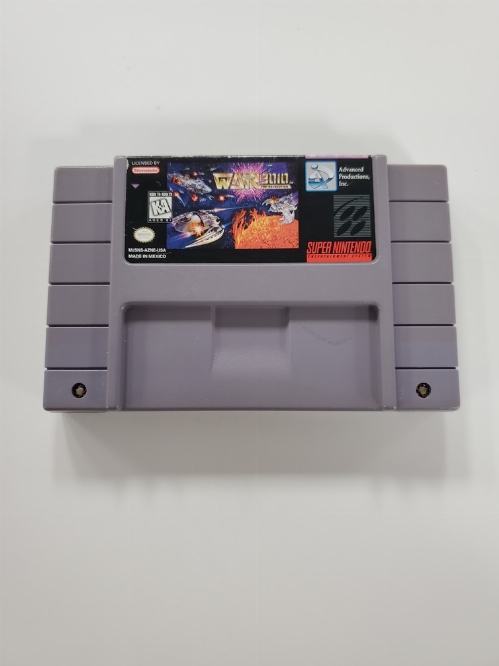 LICENSED BY
Nintendo
WAR 3010
Advanced
Productions,
Inc.
K-A
M/SNS-AZNE-USA
MADE IN MEXICO
SUPER NINTENDO
ENTERTAINMENT SYSTEM